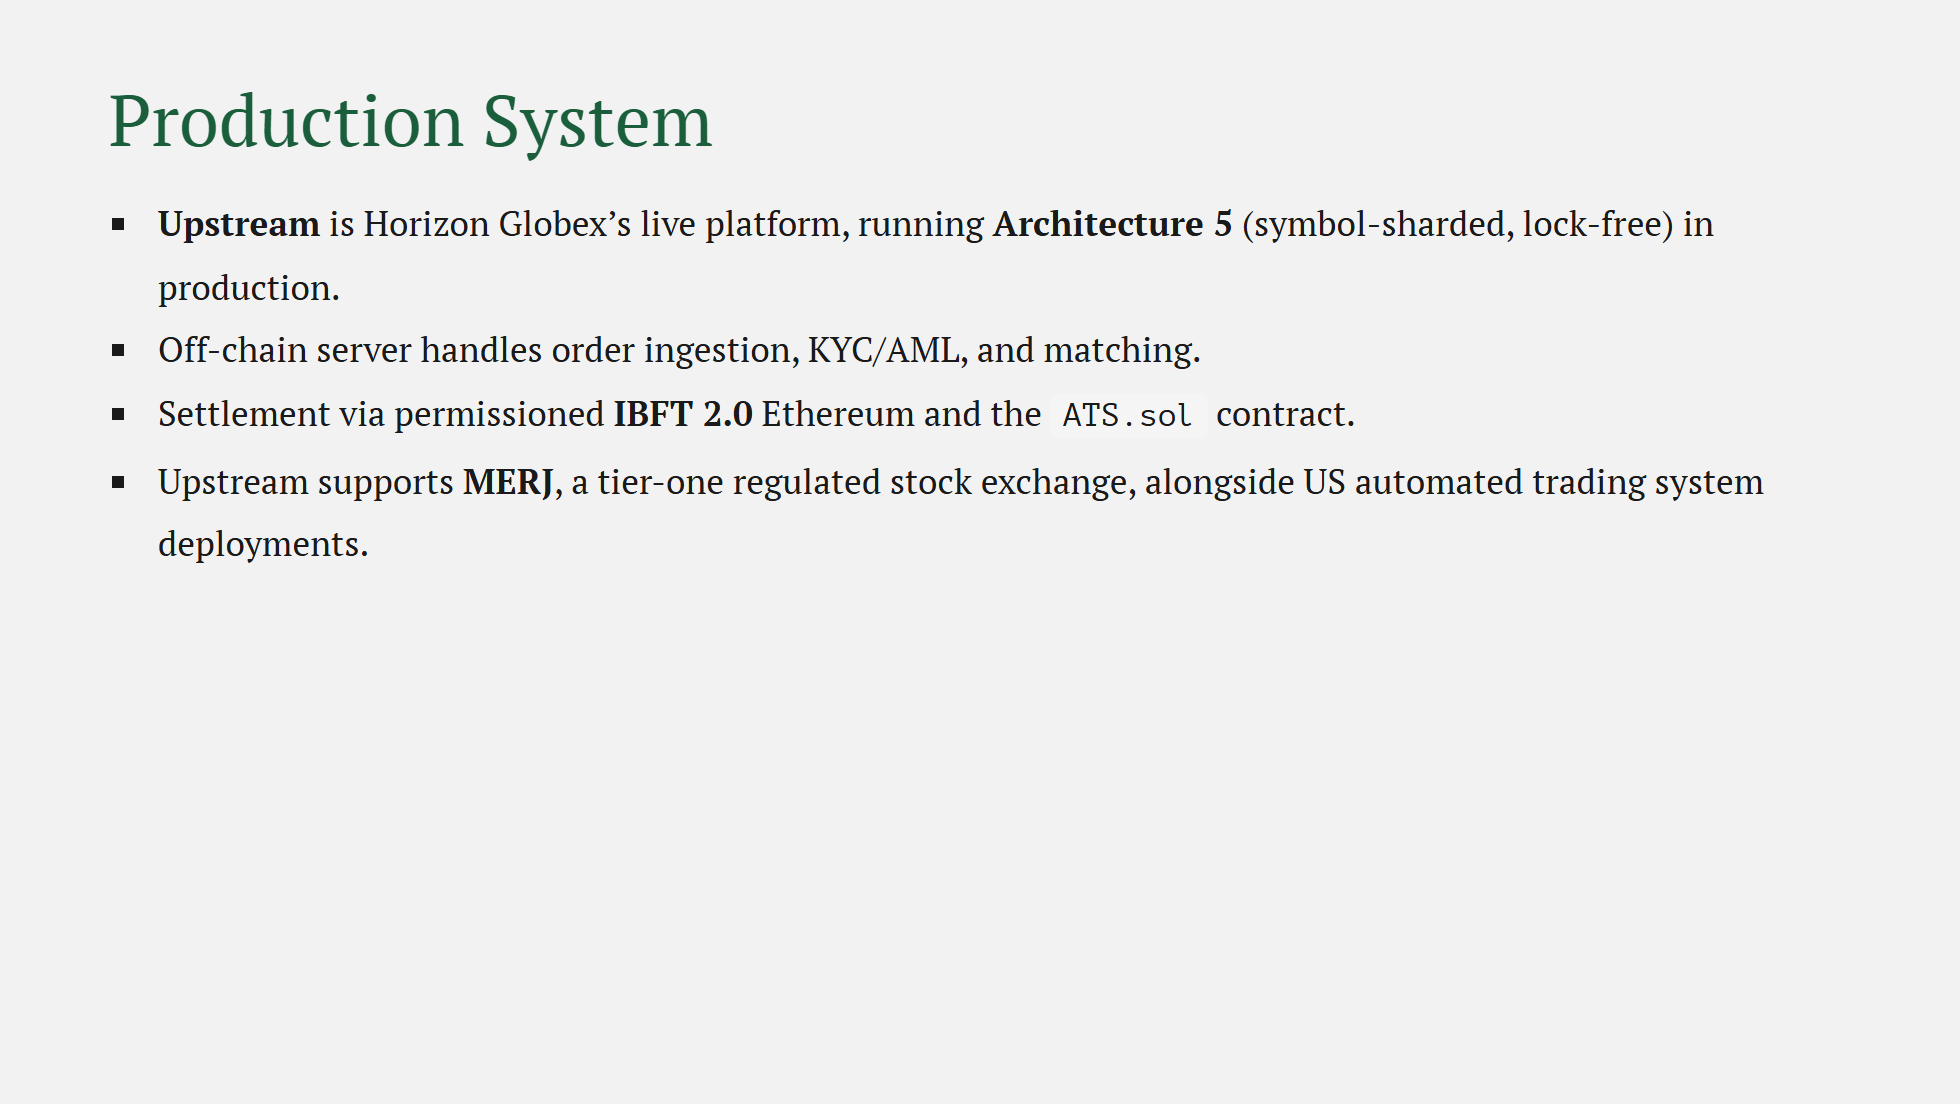 Production System
▪ Upstream is Horizon Globex’s live platform, running Architecture 5 (symbol-sharded, lock-free) in
production.
▪ Off-chain server handles order ingestion, KYC/AML, and matching.
▪ Settlement via permissioned IBFT 2.0 Ethereum and the ATS.sol contract.
▪ Upstream supports MERJ, a tier-one regulated stock exchange, alongside US automated trading system
deployments.